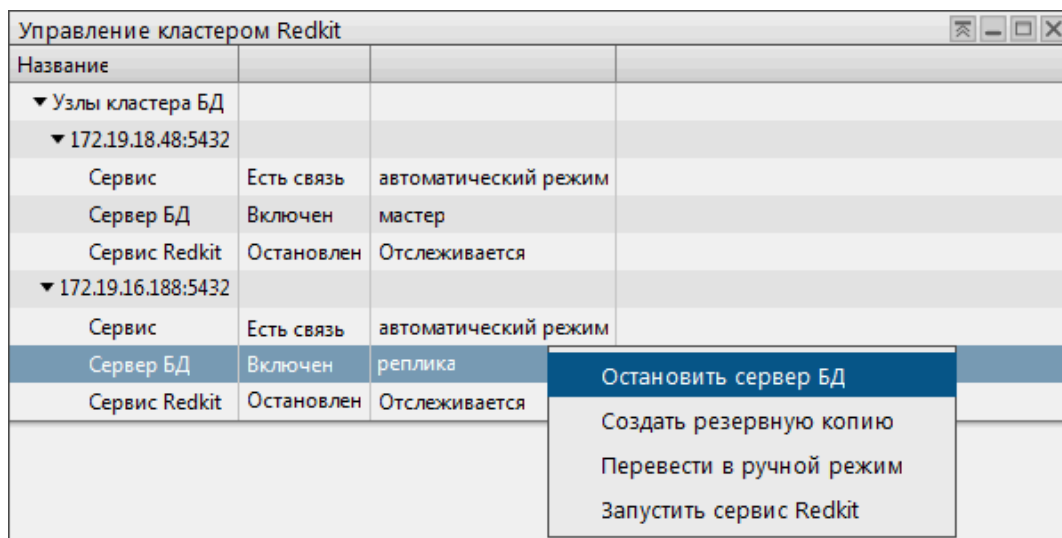 Управление кластером Redkit
Название
Узлы кластера БД
172.19.18.48:5432
Сервис Есть связь автоматический режим
Сервер БД Включен мастер
Сервис Redkit Остановлен Отслеживается
172.19.16.188:5432
Сервис Есть связь автоматический режим
Сервер БД Включен реплика
Остановить сервер БД
Сервис Redkit Остановлен Отслеживается
Создать резервную копию
Перевести в ручной режим
Запустить сервис Redkit